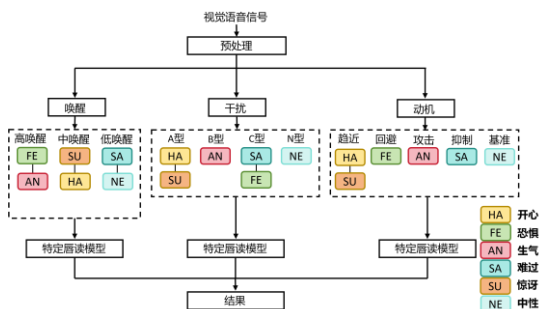 视觉语音信号
预处理
唤醒 干扰 动机
高唤醒 中唤醒 低唤醒 A型 B型 C型 N型 趋近 回避 攻击 抑制 基准
FE SU SA HA AN SA NE HA FE AN SA NE
AN HA NE SU FE SU
特定唇读模型 特定唇读模型 特定唇读模型
结果
HA 开心
FE 恐惧
AN 生气
SA 难过
SU 惊讶
NE 中性